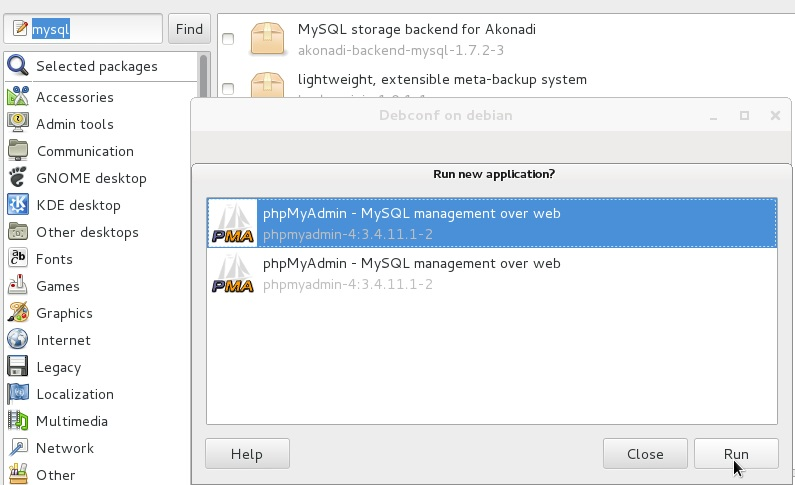 mysql
Find
Selected packages
Accessories
Admin tools
Communication
GNOME desktop
KDE desktop
Other desktops
Fonts
Games
Graphics
Internet
Legacy
Localization
Multimedia
Network
Other
MySQL storage backend for Akonadi
akonadi-backend-mysql-1.7.2-3
lightweight, extensible meta-backup system
Debconf on debian
Run new application?
PMA
phpMyAdmin - MySQL management over web
phpmyadmin-4:3.4.11.1-2
PMA
phpMyAdmin - MySQL management over web
phpmyadmin-4:3.4.11.1-2
Help
Close
Run